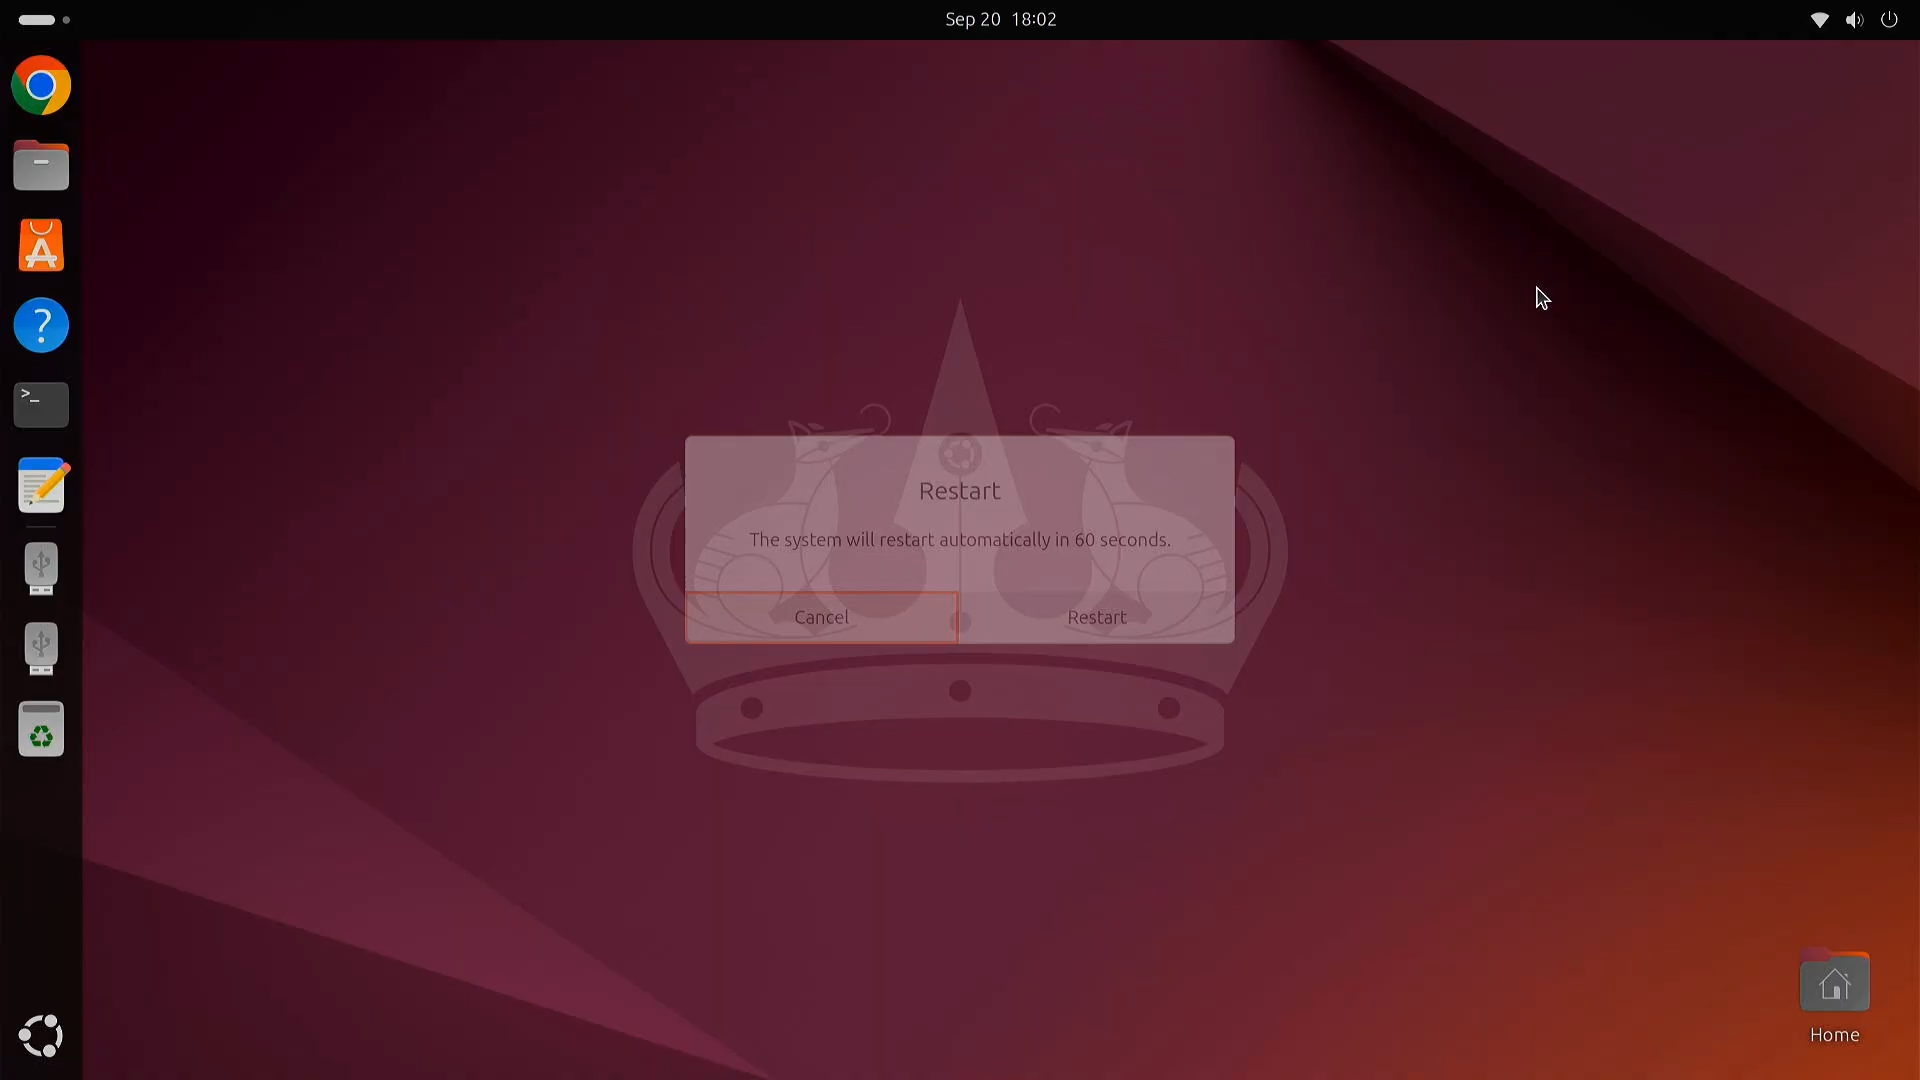 Sep 20 18:02
Restart
The system will restart automatically in 60 seconds.
Cancel
Restart
Home